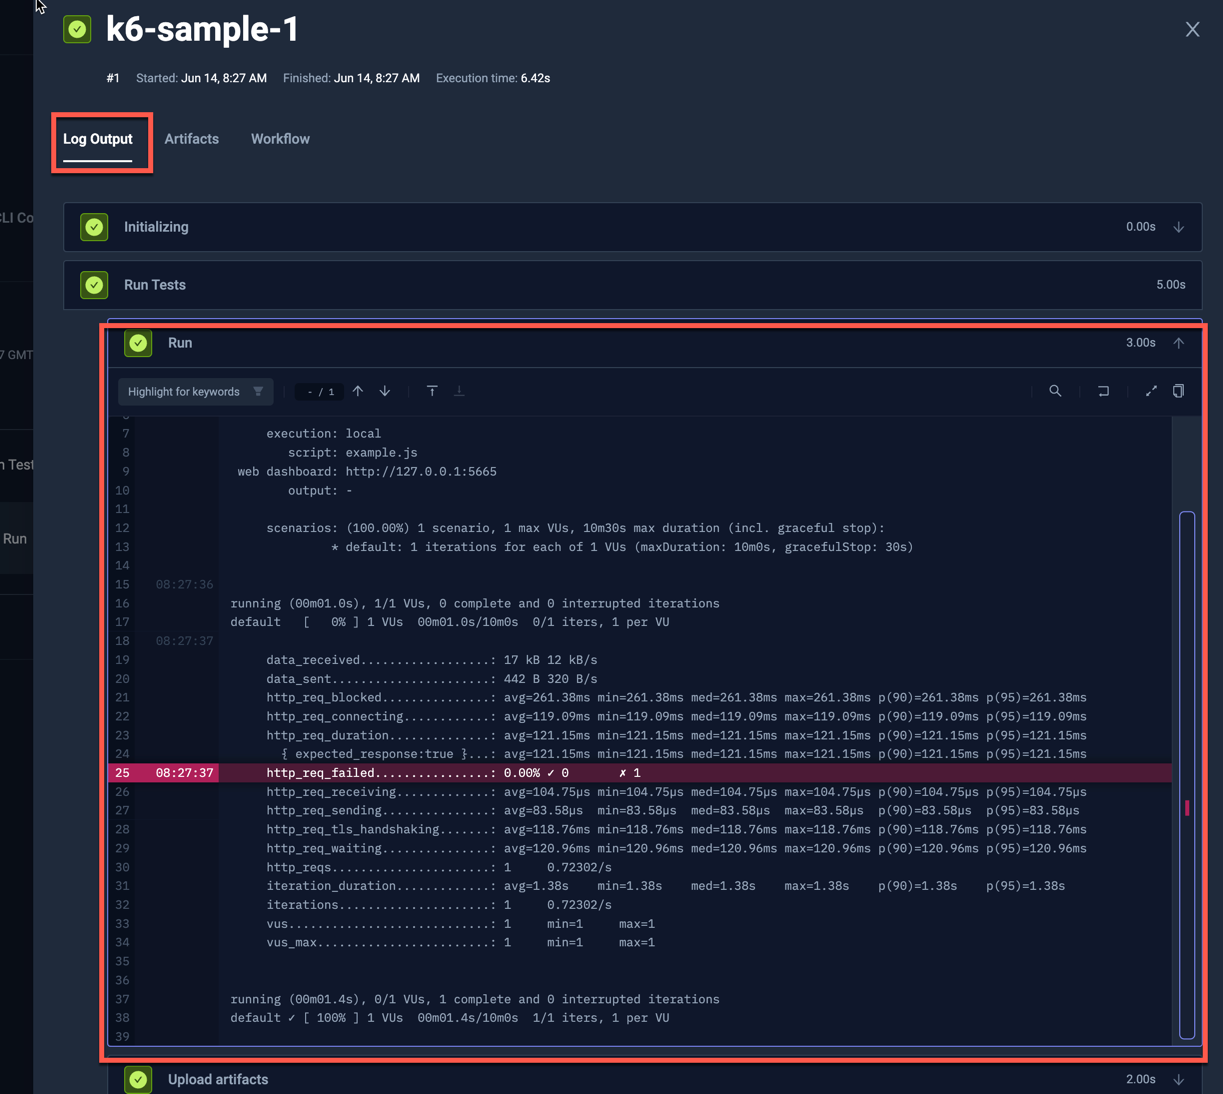 k6-sample-1
#1 Started: Jun 14, 8:27 AM Finished: Jun 14, 8:27 AM Execution time: 6.42s
Log Output Artifacts Workflow
CLI Co
7 GMT
n Test
Run
Initializing 0.00s
Run Tests 5.00s
Run 3.00s
Highlight for keywords - / 1
7 execution: local
8 script: example.js
9 web dashboard: http://127.0.0.1:5665
10 output: -
11
12 scenarios: (100.00%) 1 scenario, 1 max VUs, 10m30s max duration (incl. graceful stop):
13 * default: 1 iterations for each of 1 VUs (maxDuration: 10m0s, gracefulStop: 30s)
14
15 08:27:36
16 running (00m01.0s), 1/1 VUs, 0 complete and 0 interrupted iterations
17 default [ 0% ] 1 VUs 00m01.0s/10m0s 0/1 iters, 1 per VU
18 08:27:37
19 data_received..................: 17 kB 12 kB/s
20 data_sent......................: 442 B 320 B/s
21 http_req_blocked...............: avg=261.38ms min=261.38ms med=261.38ms max=261.38ms p(90)=261.38ms p(95)=261.38ms
22 http_req_connecting............: avg=119.09ms min=119.09ms med=119.09ms max=119.09ms p(90)=119.09ms p(95)=119.09ms
23 http_req_duration..............: avg=121.15ms min=121.15ms med=121.15ms max=121.15ms p(90)=121.15ms p(95)=121.15ms
24 { expected_response:true }...: avg=121.15ms min=121.15ms med=121.15ms max=121.15ms p(90)=121.15ms p(95)=121.15ms
25 08:27:37 http_req_failed................: 0.00% ✓ 0 ✗ 1
26 http_req_receiving.............: avg=104.75µs min=104.75µs med=104.75µs max=104.75µs p(90)=104.75µs p(95)=104.75µs
27 http_req_sending...............: avg=83.58µs min=83.58µs med=83.58µs max=83.58µs p(90)=83.58µs p(95)=83.58µs
28 http_req_tls_handshaking.......: avg=118.76ms min=118.76ms med=118.76ms max=118.76ms p(90)=118.76ms p(95)=118.76ms
29 http_req_waiting...............: avg=120.96ms min=120.96ms med=120.96ms max=120.96ms p(90)=120.96ms p(95)=120.96ms
30 http_reqs......................: 1 0.72302/s
31 iteration_duration.............: avg=1.38s min=1.38s med=1.38s max=1.38s p(90)=1.38s p(95)=1.38s
32 iterations.....................: 1 0.72302/s
33 vus............................: 1 min=1 max=1
34 vus_max........................: 1 min=1 max=1
35
36
37 running (00m01.4s), 0/1 VUs, 1 complete and 0 interrupted iterations
38 default ✓ [ 100% ] 1 VUs 00m01.4s/10m0s 1/1 iters, 1 per VU
39
Upload artifacts 2.00s